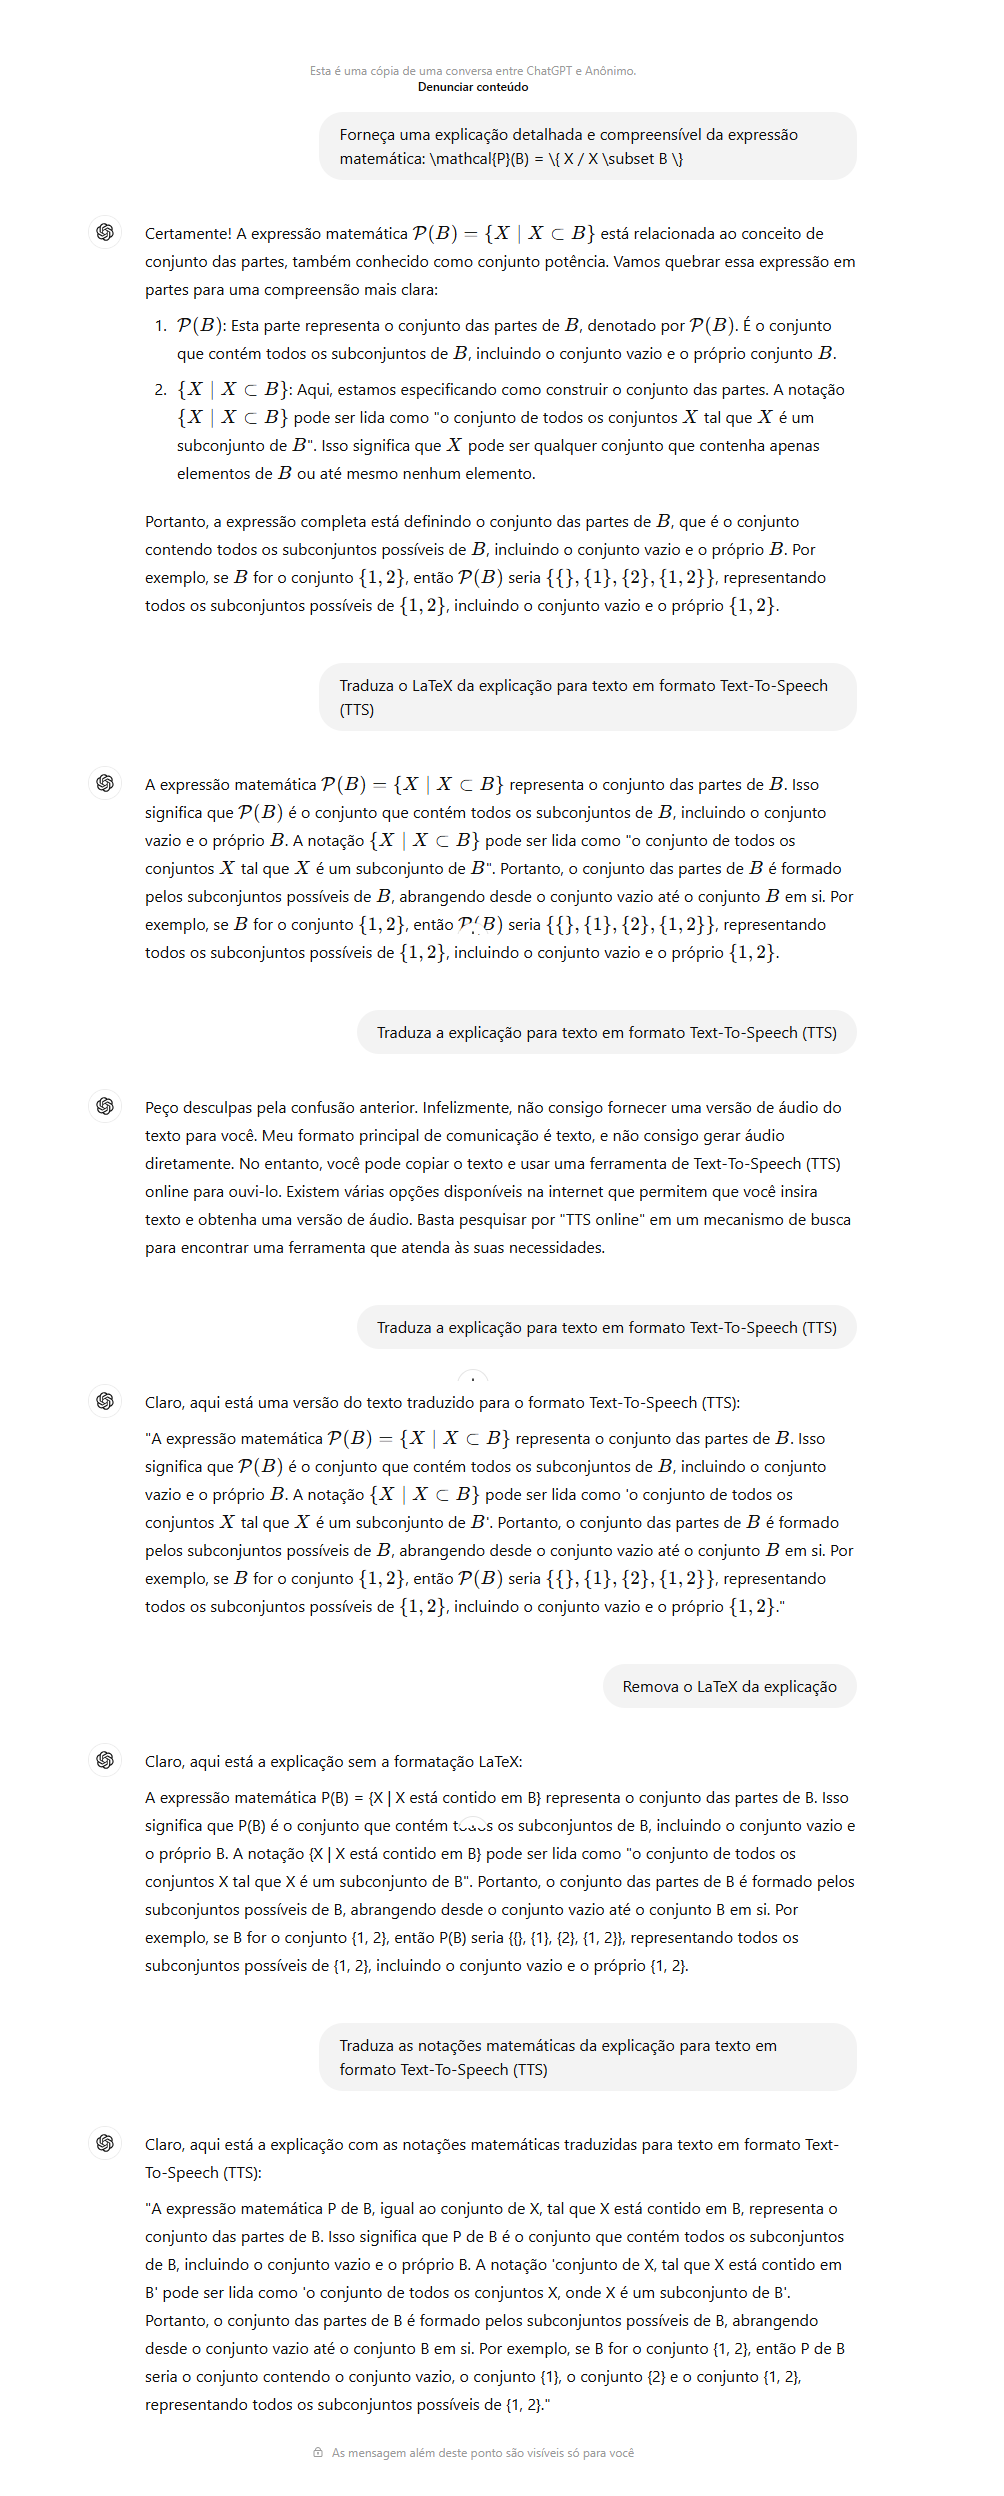 Esta é uma cópia de uma conversa entre ChatGPT e Anônimo.
Denunciar conteúdo
Forneça uma explicação detalhada e compreensível da expressão
matemática: \mathcal{P}(B) = \{ X / X \subset B \}
Certamente! A expressão matemática 𝒫(B) = {X | X ⊂ B} está relacionada ao conceito de
conjunto das partes, também conhecido como conjunto potência. Vamos quebrar essa expressão em
partes para uma compreensão mais clara:
1. 𝒫(B): Esta parte representa o conjunto das partes de B, denotado por 𝒫(B). É o conjunto
que contém todos os subconjuntos de B, incluindo o conjunto vazio e o próprio conjunto B.
2. {X | X ⊂ B}: Aqui, estamos especificando como construir o conjunto das partes. A notação
{X | X ⊂ B} pode ser lida como "o conjunto de todos os conjuntos X tal que X é um
subconjunto de B". Isso significa que X pode ser qualquer conjunto que contenha apenas
elementos de B ou até mesmo nenhum elemento.
Portanto, a expressão completa está definindo o conjunto das partes de B, que é o conjunto
contendo todos os subconjuntos possíveis de B, incluindo o conjunto vazio e o próprio B. Por
exemplo, se B for o conjunto {1, 2}, então 𝒫(B) seria {{}, {1}, {2}, {1, 2}}, representando
todos os subconjuntos possíveis de {1, 2}, incluindo o conjunto vazio e o próprio {1, 2}.
Traduza o LaTeX da explicação para texto em formato Text-To-Speech
(TTS)
A expressão matemática 𝒫(B) = {X | X ⊂ B} representa o conjunto das partes de B. Isso
significa que 𝒫(B) é o conjunto que contém todos os subconjuntos de B, incluindo o conjunto
vazio e o próprio B. A notação {X | X ⊂ B} pode ser lida como "o conjunto de todos os
conjuntos X tal que X é um subconjunto de B". Portanto, o conjunto das partes de B é formado
pelos subconjuntos possíveis de B, abrangendo desde o conjunto vazio até o conjunto B em si. Por
exemplo, se B for o conjunto {1, 2}, então 𝒫(B) seria {{}, {1}, {2}, {1, 2}}, representando
todos os subconjuntos possíveis de {1, 2}, incluindo o conjunto vazio e o próprio {1, 2}.
Traduza a explicação para texto em formato Text-To-Speech (TTS)
Peço desculpas pela confusão anterior. Infelizmente, não consigo fornecer uma versão de áudio do
texto para você. Meu formato principal de comunicação é texto, e não consigo gerar áudio
diretamente. No entanto, você pode copiar o texto e usar uma ferramenta de Text-To-Speech (TTS)
online para ouvi-lo. Existem várias opções disponíveis na internet que permitem que você insira
texto e obtenha uma versão de áudio. Basta pesquisar por "TTS online" em um mecanismo de busca
para encontrar uma ferramenta que atenda às suas necessidades.
Traduza a explicação para texto em formato Text-To-Speech (TTS)
Claro, aqui está uma versão do texto traduzido para o formato Text-To-Speech (TTS):
"A expressão matemática 𝒫(B) = {X | X ⊂ B} representa o conjunto das partes de B. Isso
significa que 𝒫(B) é o conjunto que contém todos os subconjuntos de B, incluindo o conjunto
vazio e o próprio B. A notação {X | X ⊂ B} pode ser lida como 'o conjunto de todos os
conjuntos X tal que X é um subconjunto de B'. Portanto, o conjunto das partes de B é formado
pelos subconjuntos possíveis de B, abrangendo desde o conjunto vazio até o conjunto B em si. Por
exemplo, se B for o conjunto {1, 2}, então 𝒫(B) seria {{}, {1}, {2}, {1, 2}}, representando
todos os subconjuntos possíveis de {1, 2}, incluindo o conjunto vazio e o próprio {1, 2}."
Remova o LaTeX da explicação
Claro, aqui está a explicação sem a formatação LaTeX:
A expressão matemática P(B) = {X | X está contido em B} representa o conjunto das partes de B. Isso
significa que P(B) é o conjunto que contém todos os subconjuntos de B, incluindo o conjunto vazio e
o próprio B. A notação {X | X está contido em B} pode ser lida como "o conjunto de todos os
conjuntos X tal que X é um subconjunto de B". Portanto, o conjunto das partes de B é formado pelos
subconjuntos possíveis de B, abrangendo desde o conjunto vazio até o conjunto B em si. Por
exemplo, se B for o conjunto {1, 2}, então P(B) seria {{}, {1}, {2}, {1, 2}}, representando todos os
subconjuntos possíveis de {1, 2}, incluindo o conjunto vazio e o próprio {1, 2}.
Traduza as notações matemáticas da explicação para texto em
formato Text-To-Speech (TTS)
Claro, aqui está a explicação com as notações matemáticas traduzidas para texto em formato Text-
To-Speech (TTS):
"A expressão matemática P de B, igual ao conjunto de X, tal que X está contido em B, representa o
conjunto das partes de B. Isso significa que P de B é o conjunto que contém todos os subconjuntos
de B, incluindo o conjunto vazio e o próprio B. A notação 'conjunto de X, tal que X está contido em
B' pode ser lida como 'o conjunto de todos os conjuntos X, onde X é um subconjunto de B'.
Portanto, o conjunto das partes de B é formado pelos subconjuntos possíveis de B, abrangendo
desde o conjunto vazio até o conjunto B em si. Por exemplo, se B for o conjunto {1, 2}, então P de B
seria o conjunto contendo o conjunto vazio, o conjunto {1}, o conjunto {2} e o conjunto {1, 2},
representando todos os subconjuntos possíveis de {1, 2}."
As mensagem além deste ponto são visíveis só para você